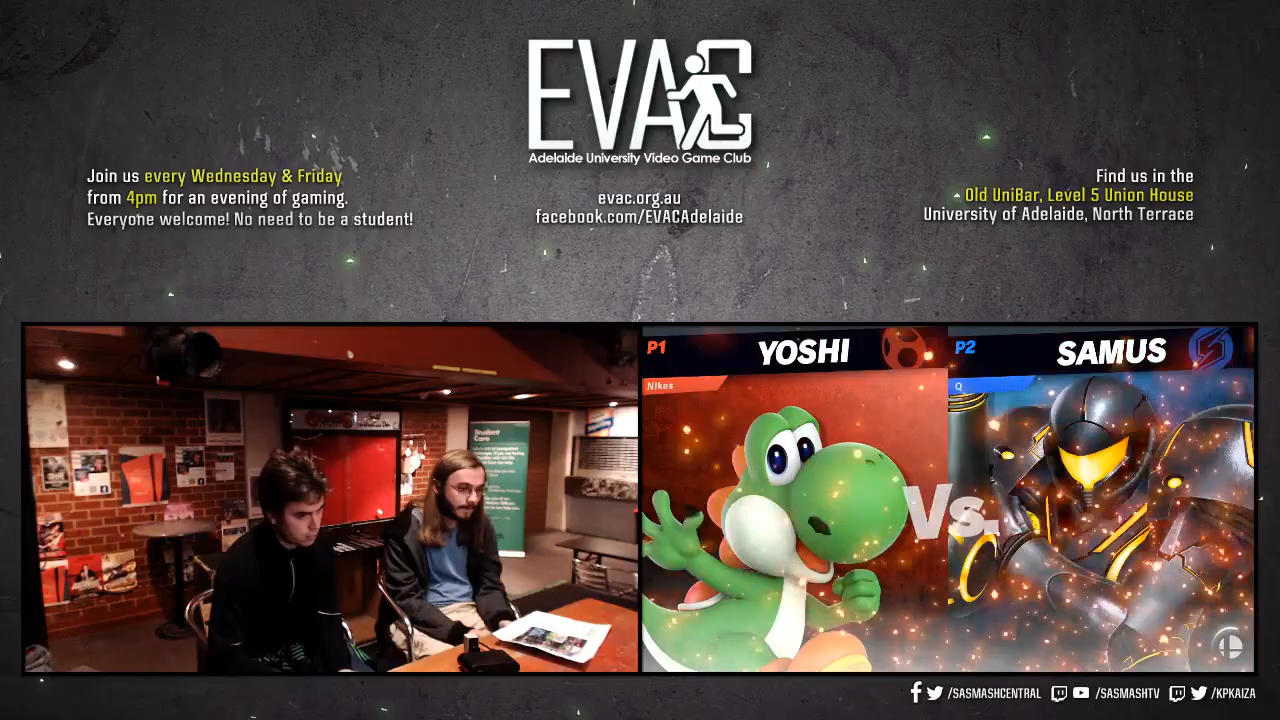 EVAC
Adelaide University Video Game Club
Join us every Wednesday & Friday
from 4pm for an evening of gaming.
Everyone welcome! No need to be a student!
evac.org.au
facebook.com/EVACAdelaide
Find us in the
Old UniBar, Level 5 Union House
University of Adelaide, North Terrace
P1
YOSHI
Nikes
P2
SAMUS
Q
Vs.
Student
Care
/SASMASHCENTRAL
/SASMASHTV
/KPKAIZA